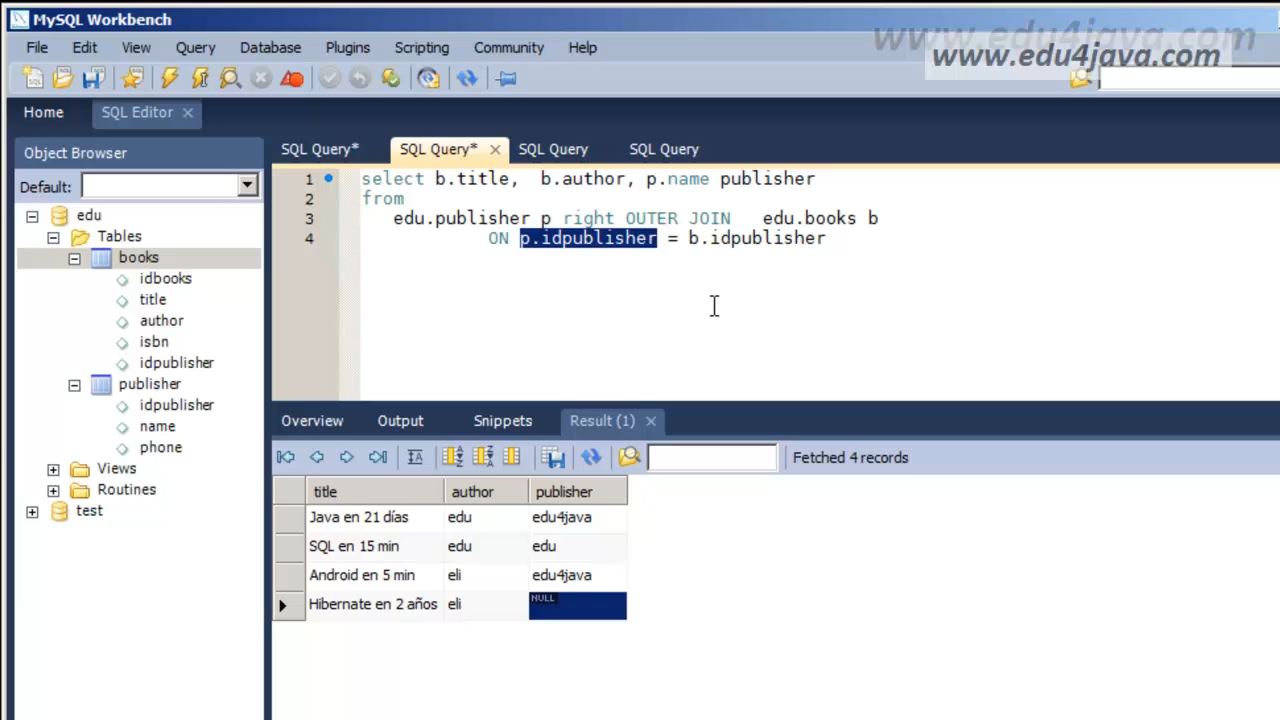 MySQL Workbench
www.edu4java.com
www.edu4java.com
File Edit View Query Database Plugins Scripting Community Help
Home SQL Editor
Object Browser
Default:
edu
Tables
books
idbooks
title
author
isbn
idpublisher
publisher
idpublisher
name
phone
Views
Routines
test
SQL Query* SQL Query* SQL Query SQL Query
1 select b.title,  b.author, p.name publisher
2 from
3 edu.publisher p right OUTER JOIN   edu.books b
4 ON p.idpublisher = b.idpublisher
Overview Output Snippets Result (1)
Fetched 4 records
title author publisher
Java en 21 días edu edu4java
SQL en 15 min edu edu
Android en 5 min eli edu4java
Hibernate en 2 años eli NULL